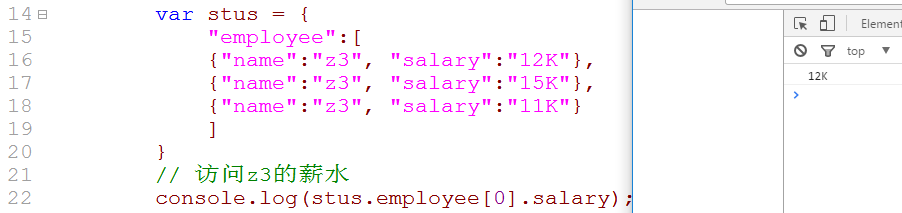 14 var stus = {
15 "employee":[
16 {"name":"z3", "salary":"12K"},
17 {"name":"z3", "salary":"15K"},
18 {"name":"z3", "salary":"11K"}
19 ]
20 }
21 // 访问z3的薪水
22 console.log(stus.employee[0].salary);
Elemen
top
12K